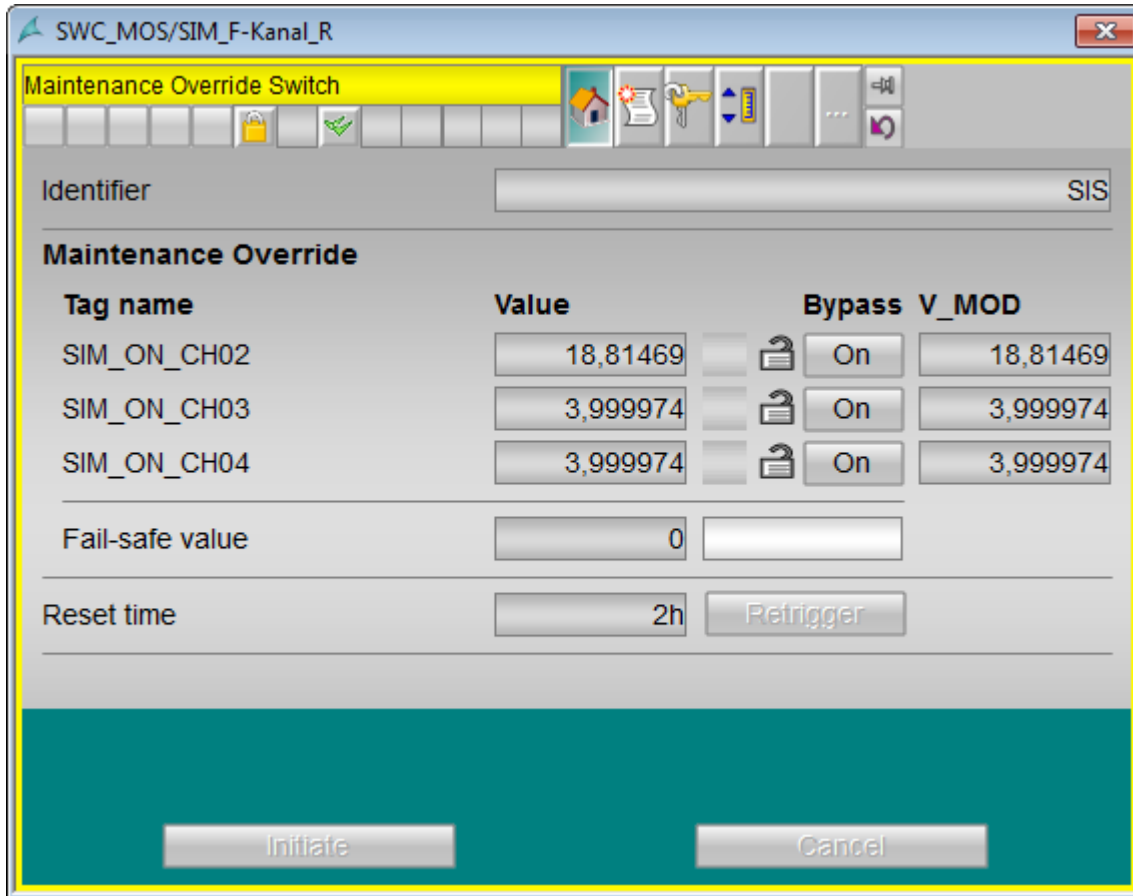 SWC_MOS/SIM_F-Kanal_R
Maintenance Override Switch
...
Identifier SIS
Maintenance Override
Tag name Value Bypass V_MOD
SIM_ON_CH02 18,81469 On 18,81469
SIM_ON_CH03 3,999974 On 3,999974
SIM_ON_CH04 3,999974 On 3,999974
Fail-safe value 0
Reset time 2h Retrigger
Initiate Cancel